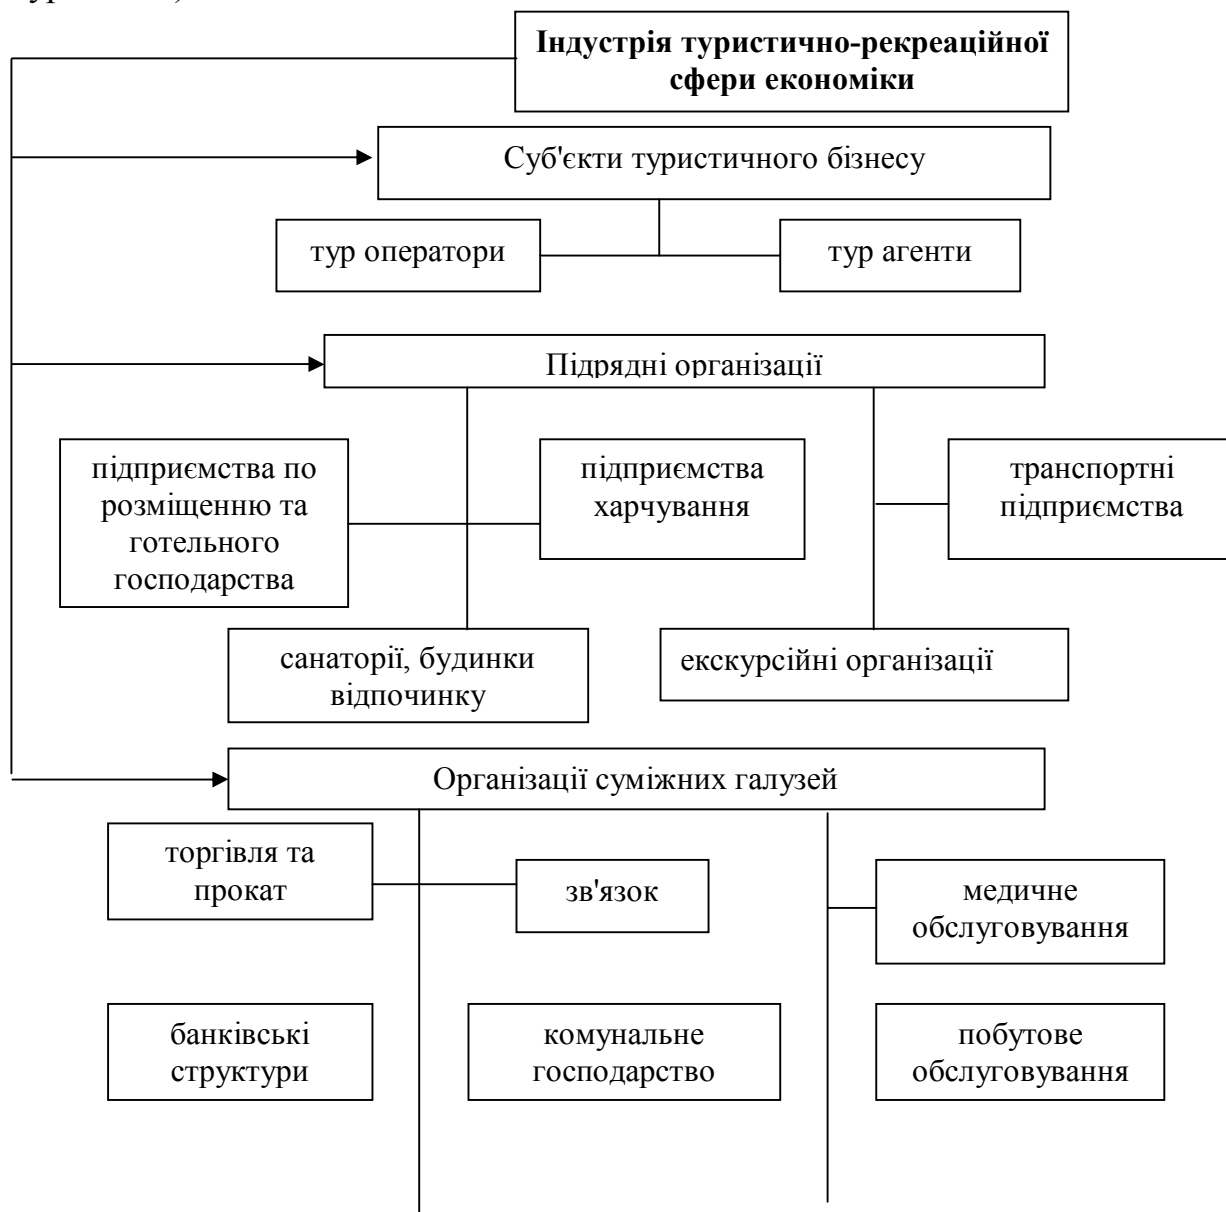 Індустрія туристично-рекреаційної
сфери економіки
Суб'єкти туристичного бізнесу
тур оператори
тур агенти
Підрядні організації
підприємства по
розміщенню та
готельного
господарства
підприємства
харчування
транспортні
підприємства
санаторії, будинки
відпочинку
екскурсійні організації
Організації суміжних галузей
торгівля та
прокат
зв'язок
медичне
обслуговування
банківські
структури
комунальне
господарство
побутове
обслуговування